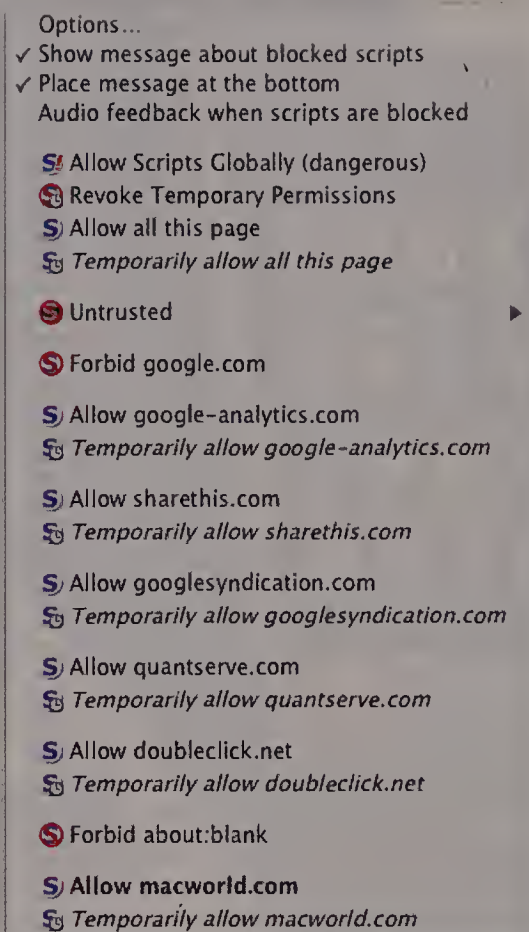 Options...
✓ Show message about blocked scripts
✓ Place message at the bottom
Audio feedback when scripts are blocked
Allow Scripts Globally (dangerous)
Revoke Temporary Permissions
Allow all this page
Temporarily allow all this page
Untrusted
Forbid google.com
Allow google-analytics.com
Temporarily allow google-analytics.com
Allow sharethis.com
Temporarily allow sharethis.com
Allow googlesyndication.com
Temporarily allow googlesyndication.com
Allow quantserve.com
Temporarily allow quantserve.com
Allow doubleclick.net
Temporarily allow doubleclick.net
Forbid about:blank
Allow macworld.com
Temporarily allow macworld.com